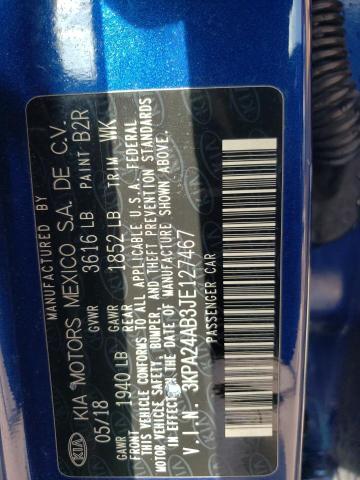 MANUFACTURED BY
KIA MOTORS MEXICO S.A. DE C.V.
05/18 GVWR 3616 LB PAINT B2R
GAWR FRONT 1940 LB GAWR REAR 1852 LB TRIM WK
THIS VEHICLE CONFORMS TO ALL APPLICABLE U.S.A. FEDERAL
MOTOR VEHICLE SAFETY, BUMPER, AND THEFT PREVENTION STANDARDS
IN EFFECT ON THE DATE OF MANUFACTURE SHOWN ABOVE.
V.I.N. 3KPA24AB3JE127467
PASSENGER CAR
KIA